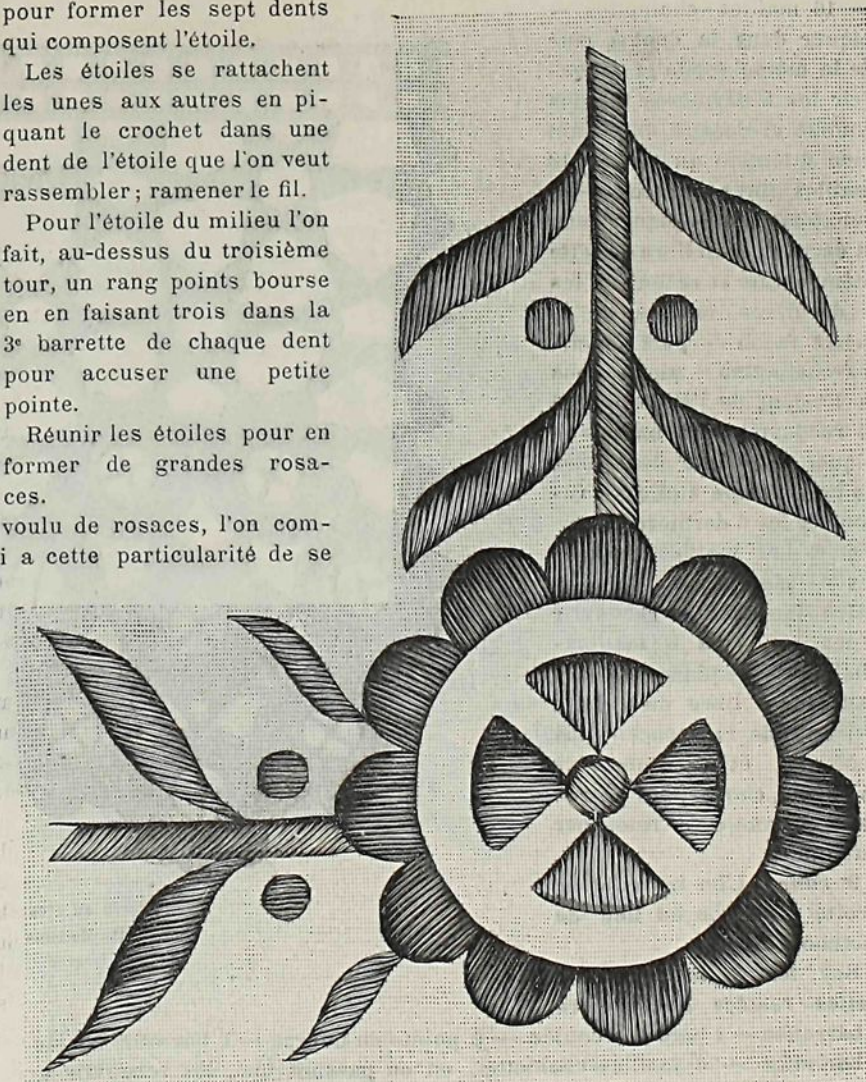 pour former les sept dents
qui composent l'étoile.
Les étoiles se rattachent
les unes aux autres en pi-
quant le crochet dans une
dent de l'étoile que l'on veut
rassembler ; ramener le fil.
Pour l'étoile du milieu l'on
fait, au-dessus du troisième
tour, un rang points bourse
en en faisant trois dans la
3e barrette de chaque dent
pour accuser une petite
pointe.
Réunir les étoiles pour en
former de grandes rosa-
ces.
voulu de rosaces, l'on com-
i a cette particularité de se